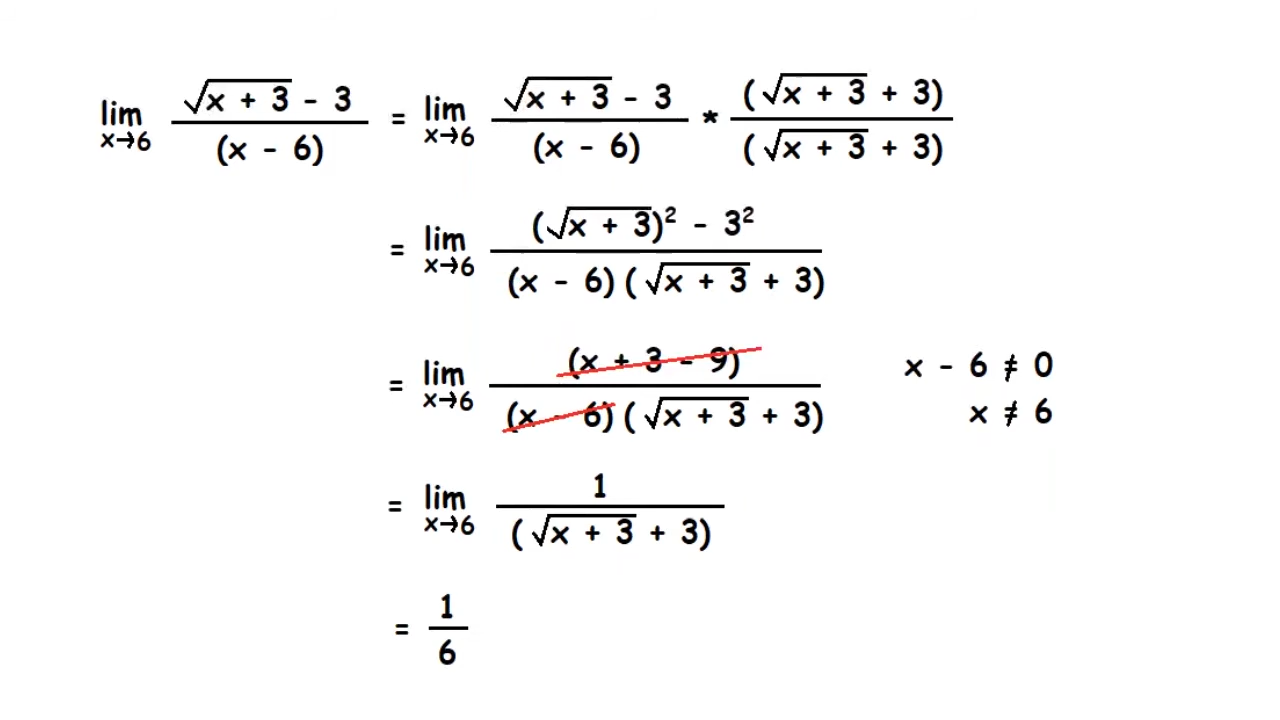 lim x→6 (√(x + 3) - 3)/(x - 6) = lim x→6 (√(x + 3) - 3)/(x - 6) * (√(x + 3) + 3)/(√(x + 3) + 3)
= lim x→6 ((√(x + 3))² - 3²)/((x - 6)(√(x + 3) + 3))
= lim x→6 (x + 3 - 9)/((x - 6)(√(x + 3) + 3)) x - 6 ≠ 0
x ≠ 6
= lim x→6 1/(√(x + 3) + 3)
= 1/6